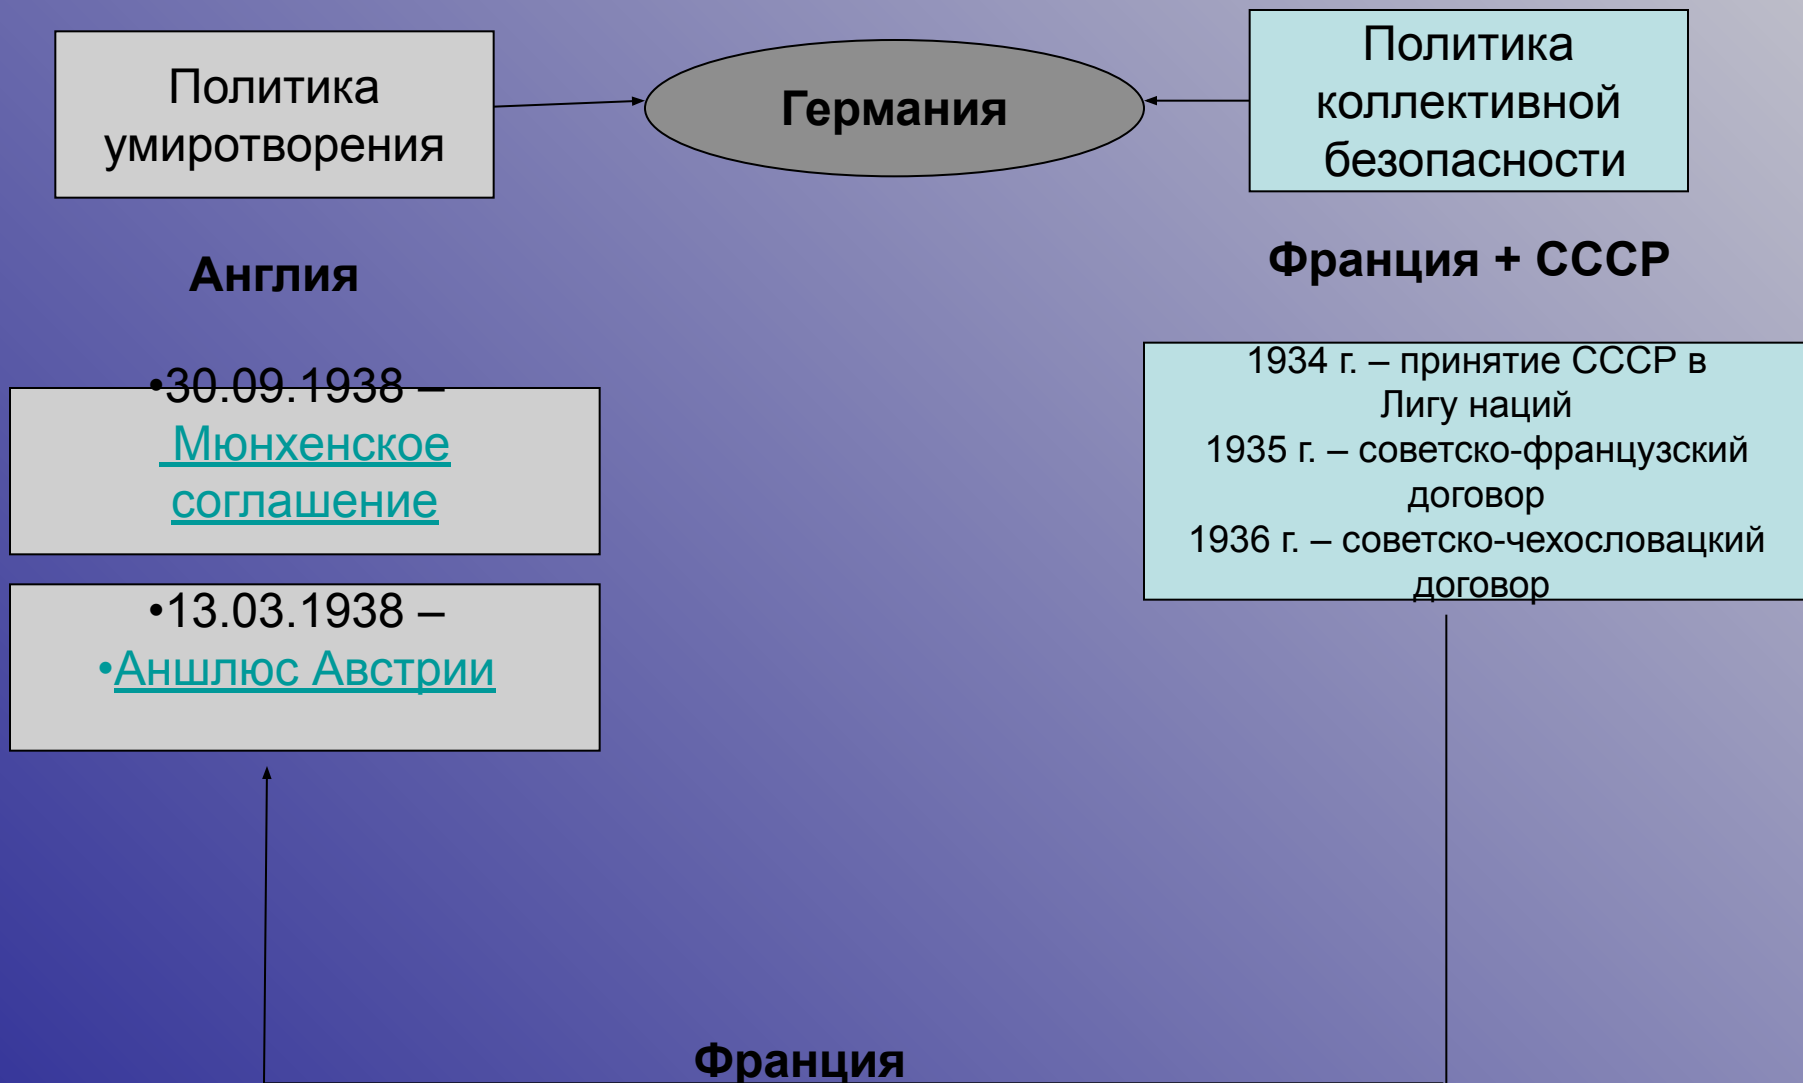 Политика
умиротворения
Германия
Политика
коллективной
безопасности
Англия
Франция + СССР
•30.09.1938 –
Мюнхенское
соглашение
•13.03.1938 –
•Аншлюс Австрии
1934 г. – принятие СССР в
Лигу наций
1935 г. – советско-французский
договор
1936 г. – советско-чехословацкий
договор
Франция